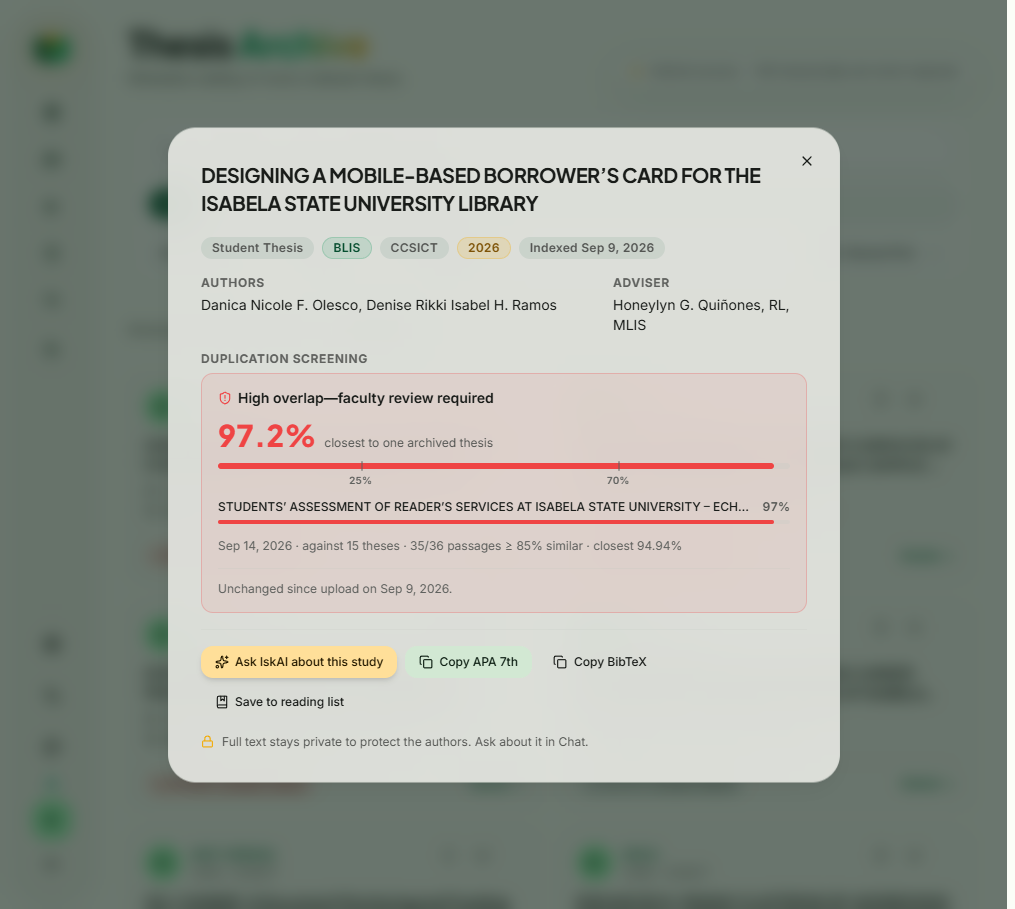 Thesis Archive
DESIGNING A MOBILE-BASED BORROWER’S CARD FOR THE
ISABELA STATE UNIVERSITY LIBRARY
Student Thesis BLIS CCSICT 2026 Indexed Sep 9, 2026
AUTHORS
Danica Nicole F. Olesco, Denise Rikki Isabel H. Ramos
ADVISER
Honeylyn G. Quiñones, RL,
MLIS
DUPLICATION SCREENING
High overlap—faculty review required
97.2% closest to one archived thesis
25% 70%
STUDENTS’ ASSESSMENT OF READER’S SERVICES AT ISABELA STATE UNIVERSITY – ECH... 97%
Sep 14, 2026 · against 15 theses · 35/36 passages ≥ 85% similar · closest 94.94%
Unchanged since upload on Sep 9, 2026.
Ask IskAI about this study Copy APA 7th Copy BibTeX
Save to reading list
Full text stays private to protect the authors. Ask about it in Chat.